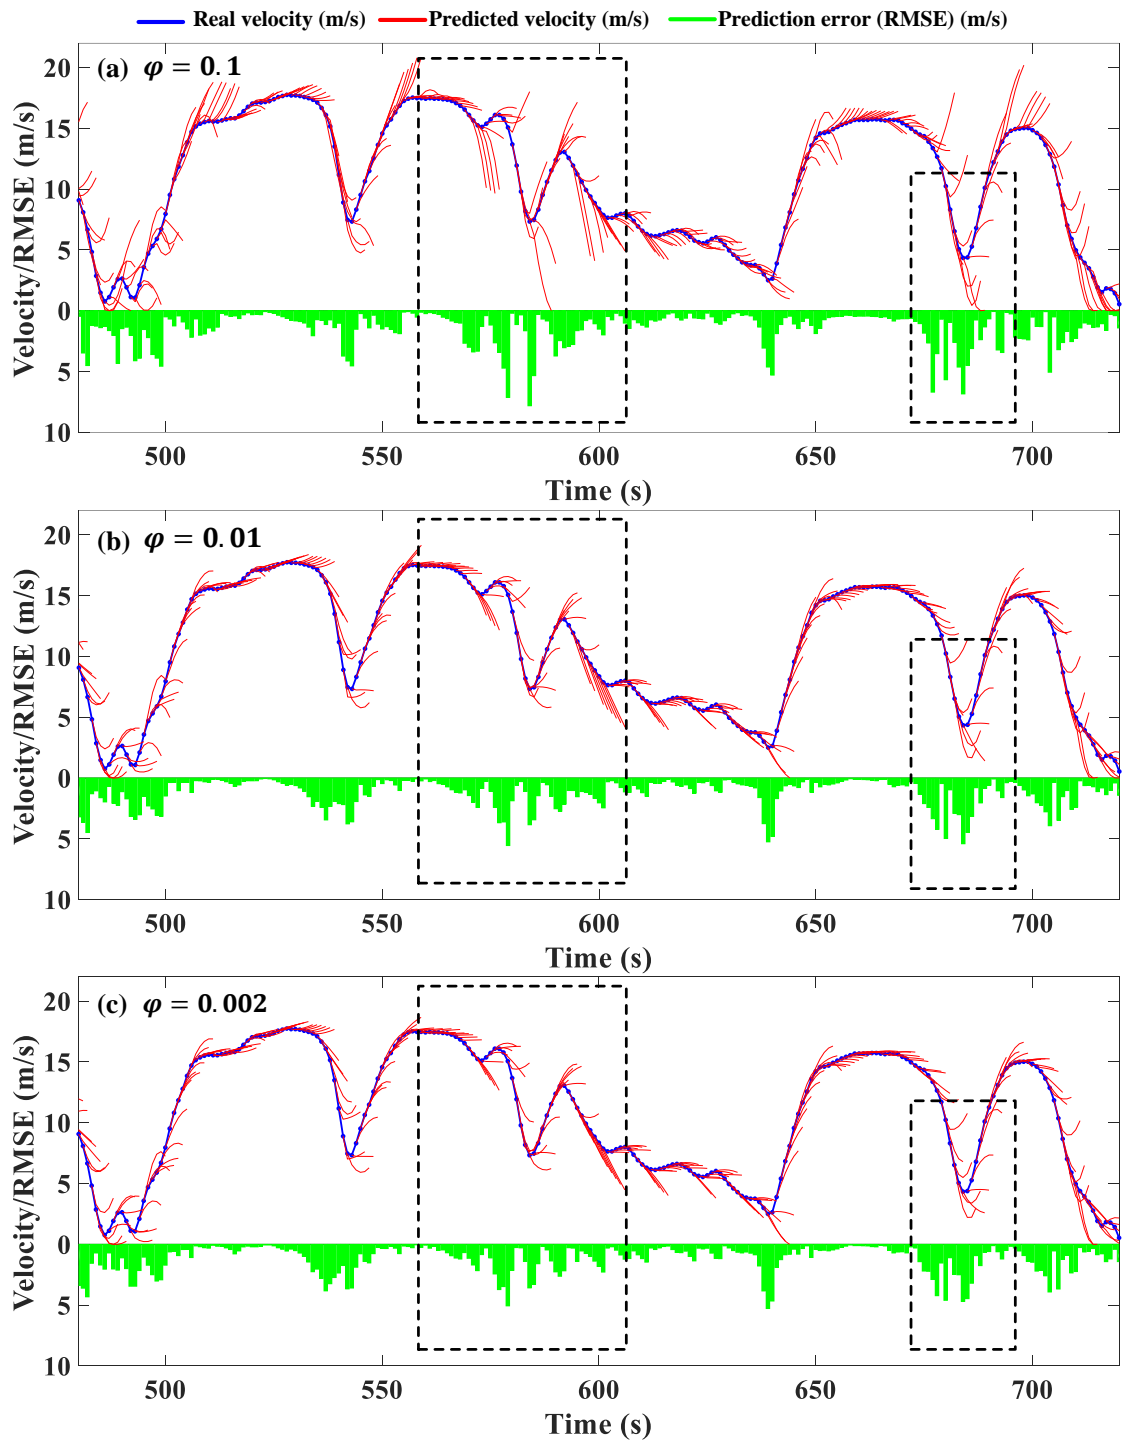 Real velocity (m/s) Predicted velocity (m/s) Prediction error (RMSE) (m/s)
(a) φ = 0.1
Velocity/RMSE (m/s)
20
15
10
5
0
5
10
500 550 600 650 700
Time (s)
(b) φ = 0.01
Velocity/RMSE (m/s)
20
15
10
5
0
5
10
500 550 600 650 700
Time (s)
(c) φ = 0.002
Velocity/RMSE (m/s)
20
15
10
5
0
5
10
500 550 600 650 700
Time (s)